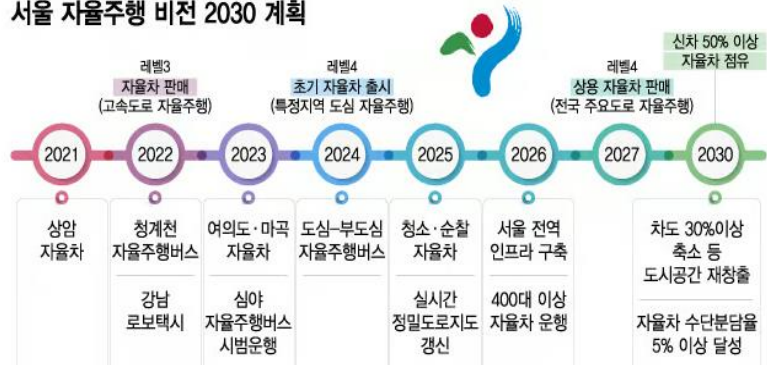 서울 자율주행 비전 2030 계획
레벨3
자율차 판매
(고속도로 자율주행)
레벨4
초기 자율차 출시
(특정지역 도심 자율주행)
레벨4
상용 자율차 판매
(전국 주요도로 자율주행)
신차 50% 이상
자율차 점유
2021
2022
2023
2024
2025
2026
2027
2030
상암
자율차
청계천
자율주행버스
강남
로보택시
여의도·마곡
자율차
심야
자율주행버스
시범운행
도심-부도심
자율주행버스
청소·순찰
자율차
실시간
정밀도로지도
갱신
서울 전역
인프라 구축
400대 이상
자율차 운행
차도 30%이상
축소 등
도시공간 재창출
자율차 수단분담율
5% 이상 달성